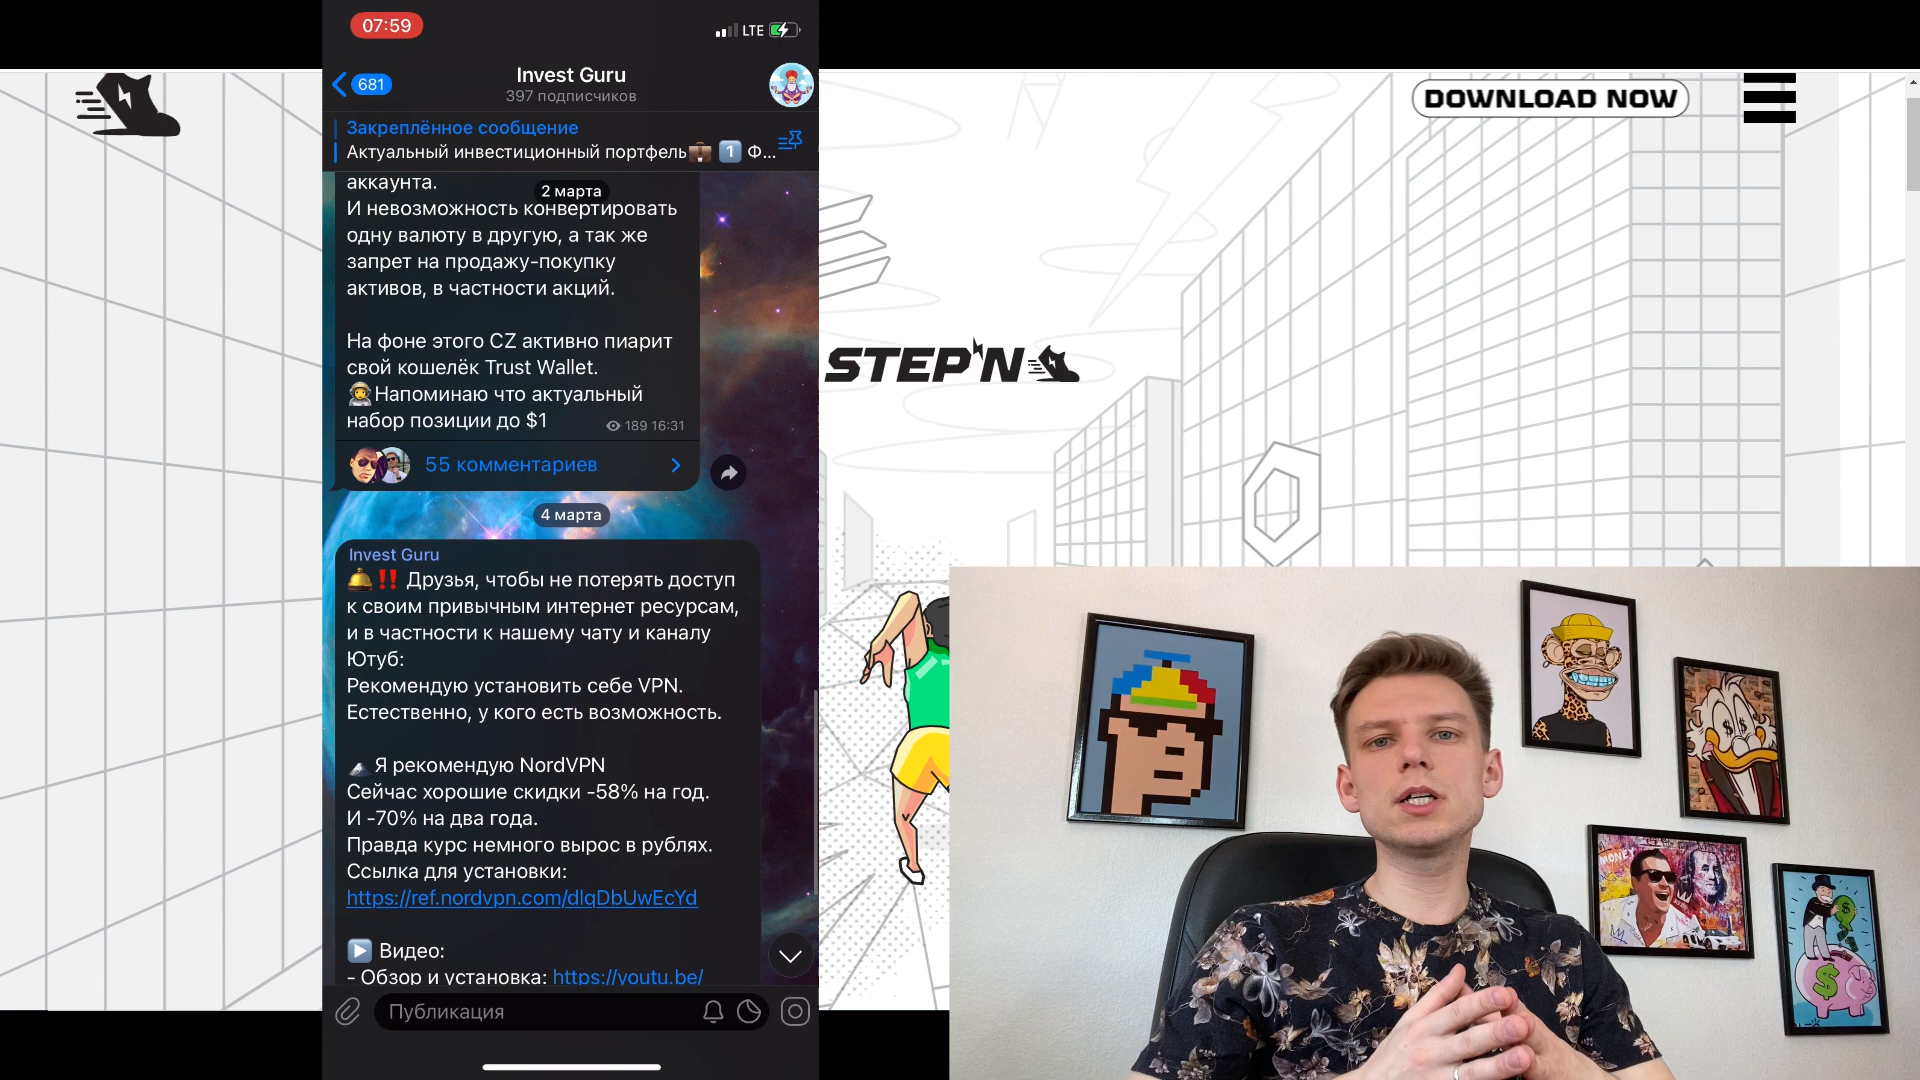 07:59
LTE
681
Invest Guru
397 подписчиков
Закреплённое сообщение
Актуальный инвестиционный портфель💼 1️⃣ Ф...
аккаунта.
2 марта
И невозможность конвертировать
одну валюту в другую, а так же
запрет на продажу-покупку
активов, в частности акций.
На фоне этого CZ активно пиарит
свой кошелёк Trust Wallet.
👨‍🚀Напоминаю что актуальный
набор позиции до $1
189 16:31
55 комментариев
4 марта
Invest Guru
🛎‼️ Друзья, чтобы не потерять доступ
к своим привычным интернет ресурсам,
и в частности к нашему чату и каналу
Ютуб:
Рекомендую установить себе VPN.
Естественно, у кого есть возможность.
🏔 Я рекомендую NordVPN
Сейчас хорошие скидки -58% на год.
И -70% на два года.
Правда курс немного вырос в рублях.
Ссылка для установки:
https://ref.nordvpn.com/dlqDbUwEcYd
▶️ Видео:
- Обзор и установка: https://youtu.be/
Публикация
DOWNLOAD NOW
STEP'N
MONEY